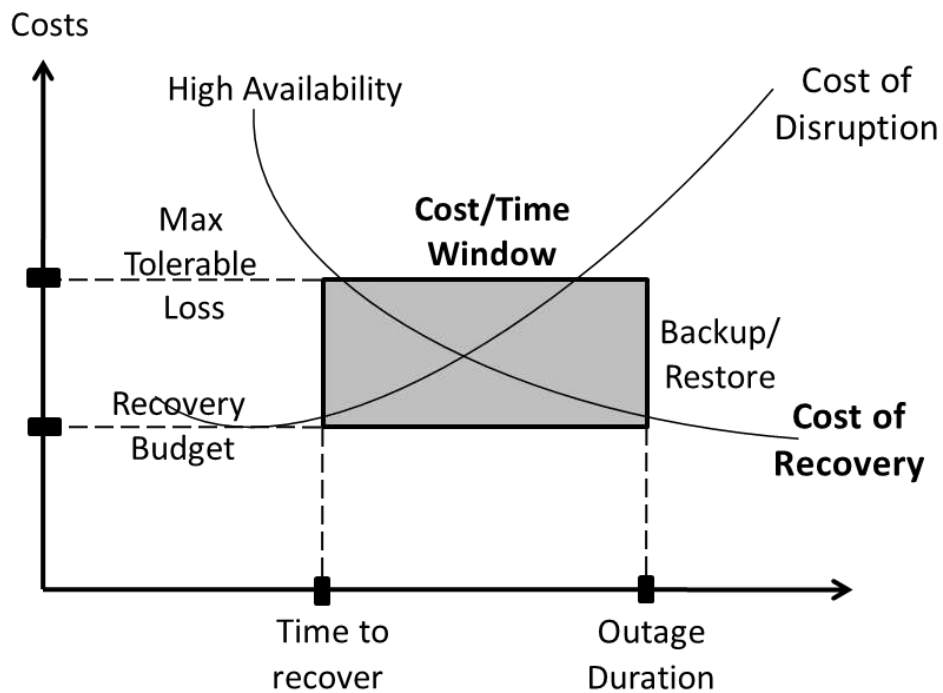 Costs
High Availability
Cost of
Disruption
Cost/Time
Window
Max
Tolerable
Loss
Backup/
Restore
Recovery
Budget
Cost of
Recovery
Time to
recover
Outage
Duration